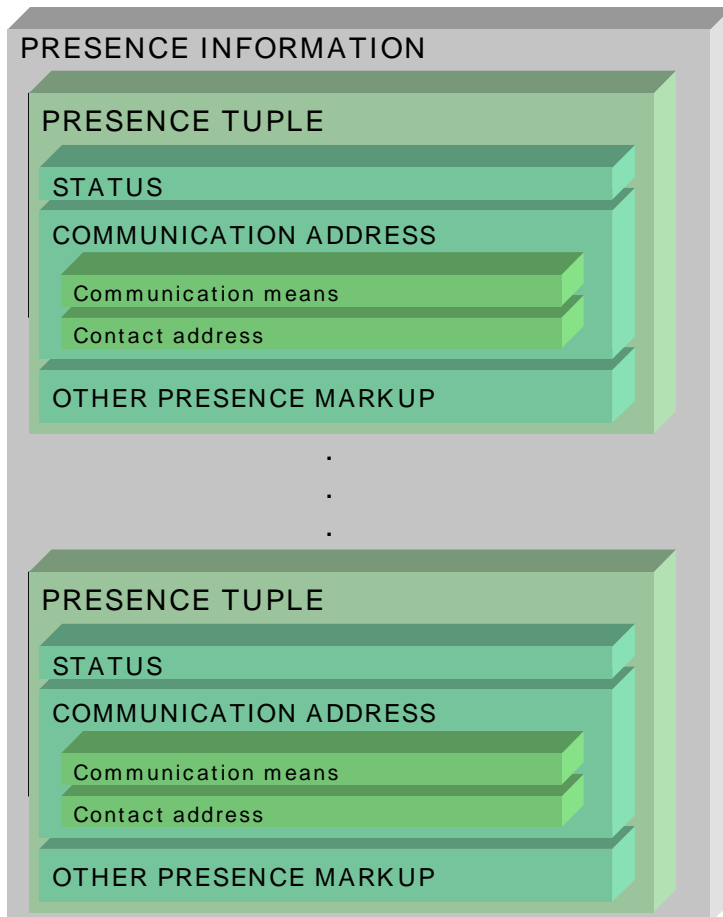 PRESENCE INFORMATION
PRESENCE TUPLE
STATUS
COMMUNICATION ADDRESS
Communication means
Contact address
OTHER PRESENCE MARKUP
.
.
.
PRESENCE TUPLE
STATUS
COMMUNICATION ADDRESS
Communication means
Contact address
OTHER PRESENCE MARKUP